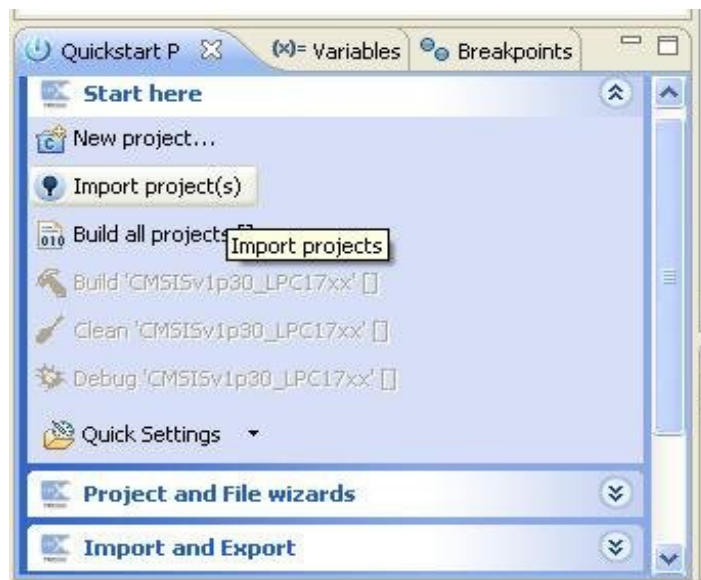 Quickstart P
(x)= Variables
Breakpoints
Start here
New project...
Import project(s)
010 Build all projects []
Import projects
Build 'CMSISv1p30_LPC17xx' []
Clean 'CMSISv1p30_LPC17xx' []
Debug 'CMSISv1p30_LPC17xx' []
Quick Settings
Project and File wizards
Import and Export